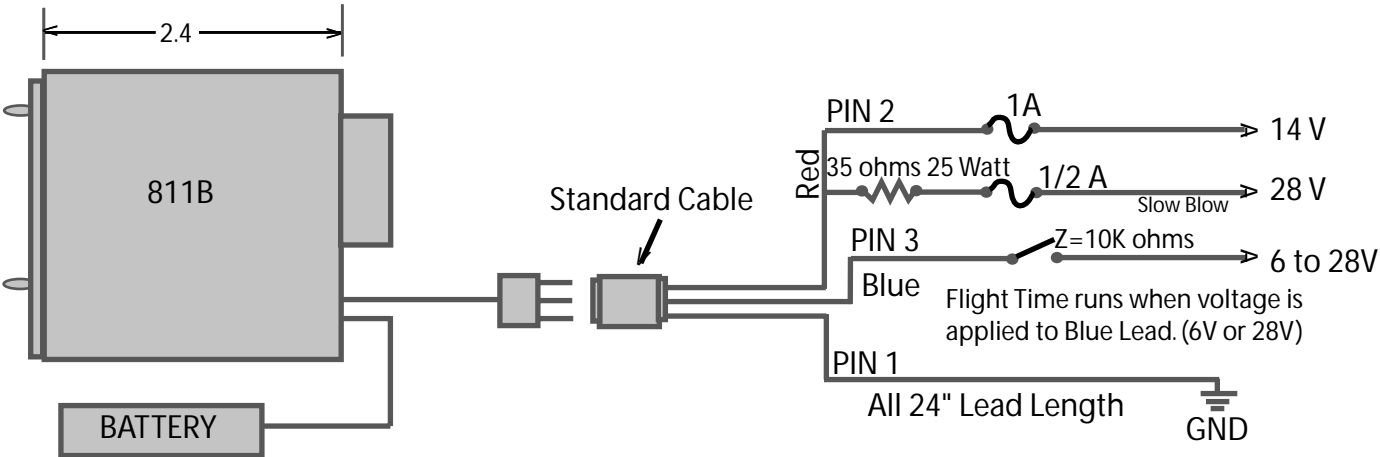 2.4
811B
BATTERY
Standard Cable
PIN 2
1A
14 V
Red
35 ohms 25 Watt
1/2 A
28 V
Slow Blow
PIN 3
Z=10K ohms
6 to 28V
Blue
Flight Time runs when voltage is
applied to Blue Lead. (6V or 28V)
PIN 1
All 24" Lead Length
GND